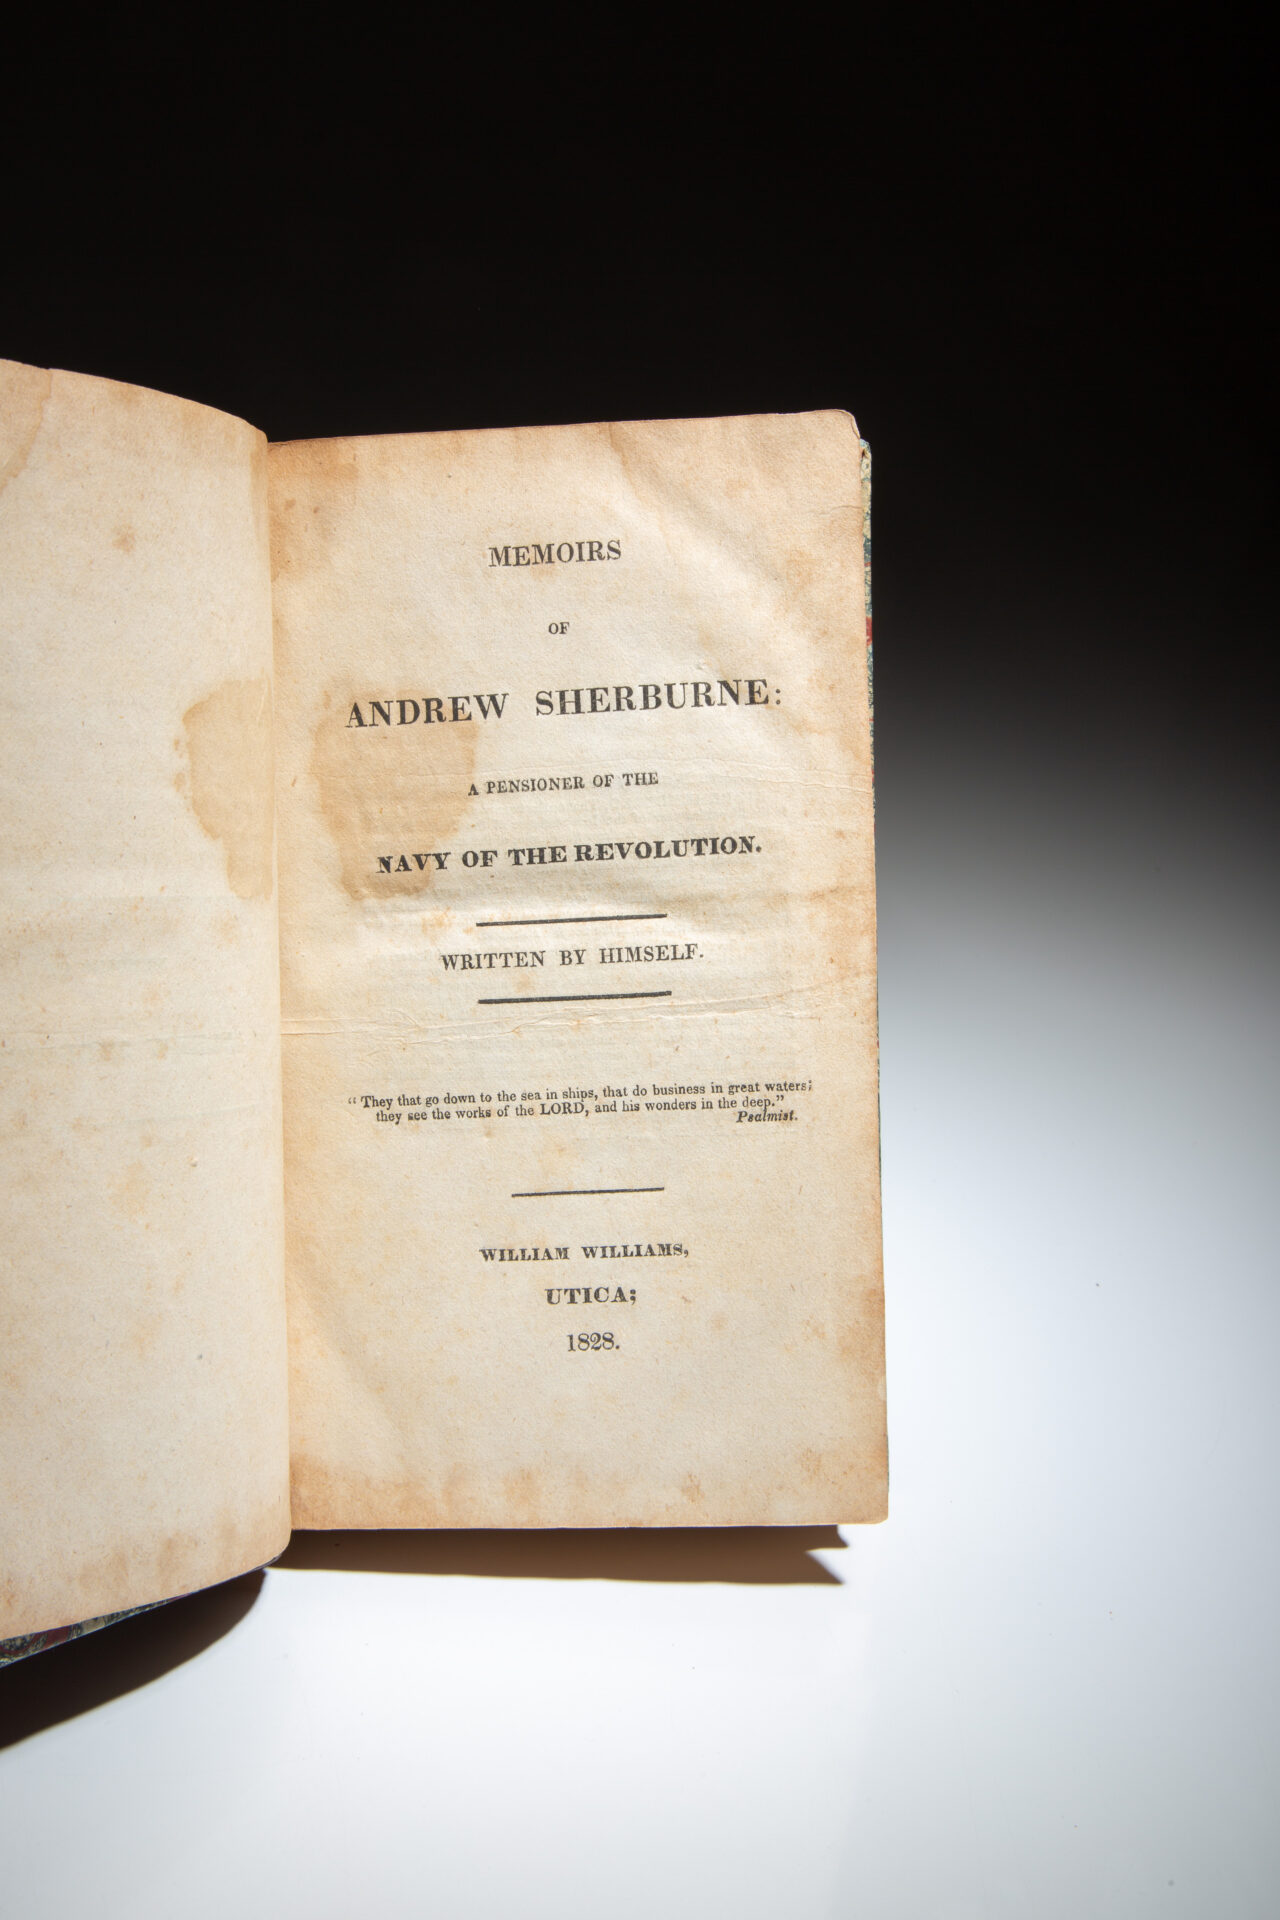 MEMOIRS
OF
ANDREW SHERBURNE:
A PENSIONER OF THE
NAVY OF THE REVOLUTION.
WRITTEN BY HIMSELF.
“They that go down to the sea in ships, that do business in great waters;
they see the works of the LORD, and his wonders in the deep.”
Psalmist.
WILLIAM WILLIAMS,
UTICA;
1828.